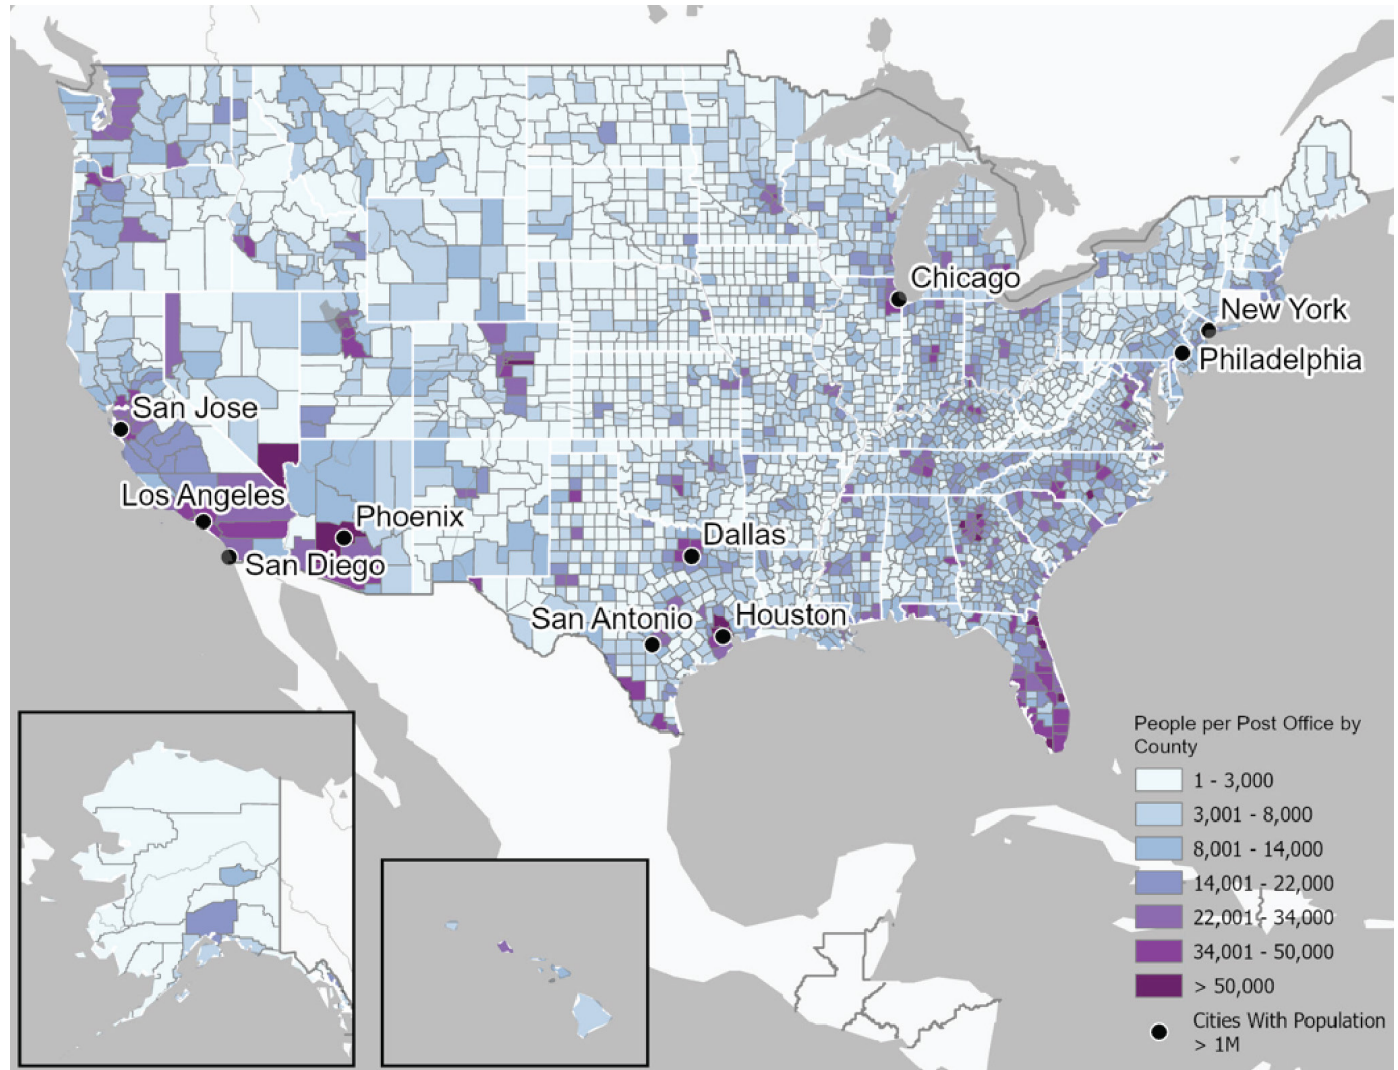 Chicago
New York
Philadelphia
San Jose
Los Angeles
Phoenix
Dallas
San Diego
San Antonio
Houston
People per Post Office by
County
1 - 3,000
3,001 - 8,000
8,001 - 14,000
14,001 - 22,000
22,001 - 34,000
34,001 - 50,000
> 50,000
Cities With Population
> 1M